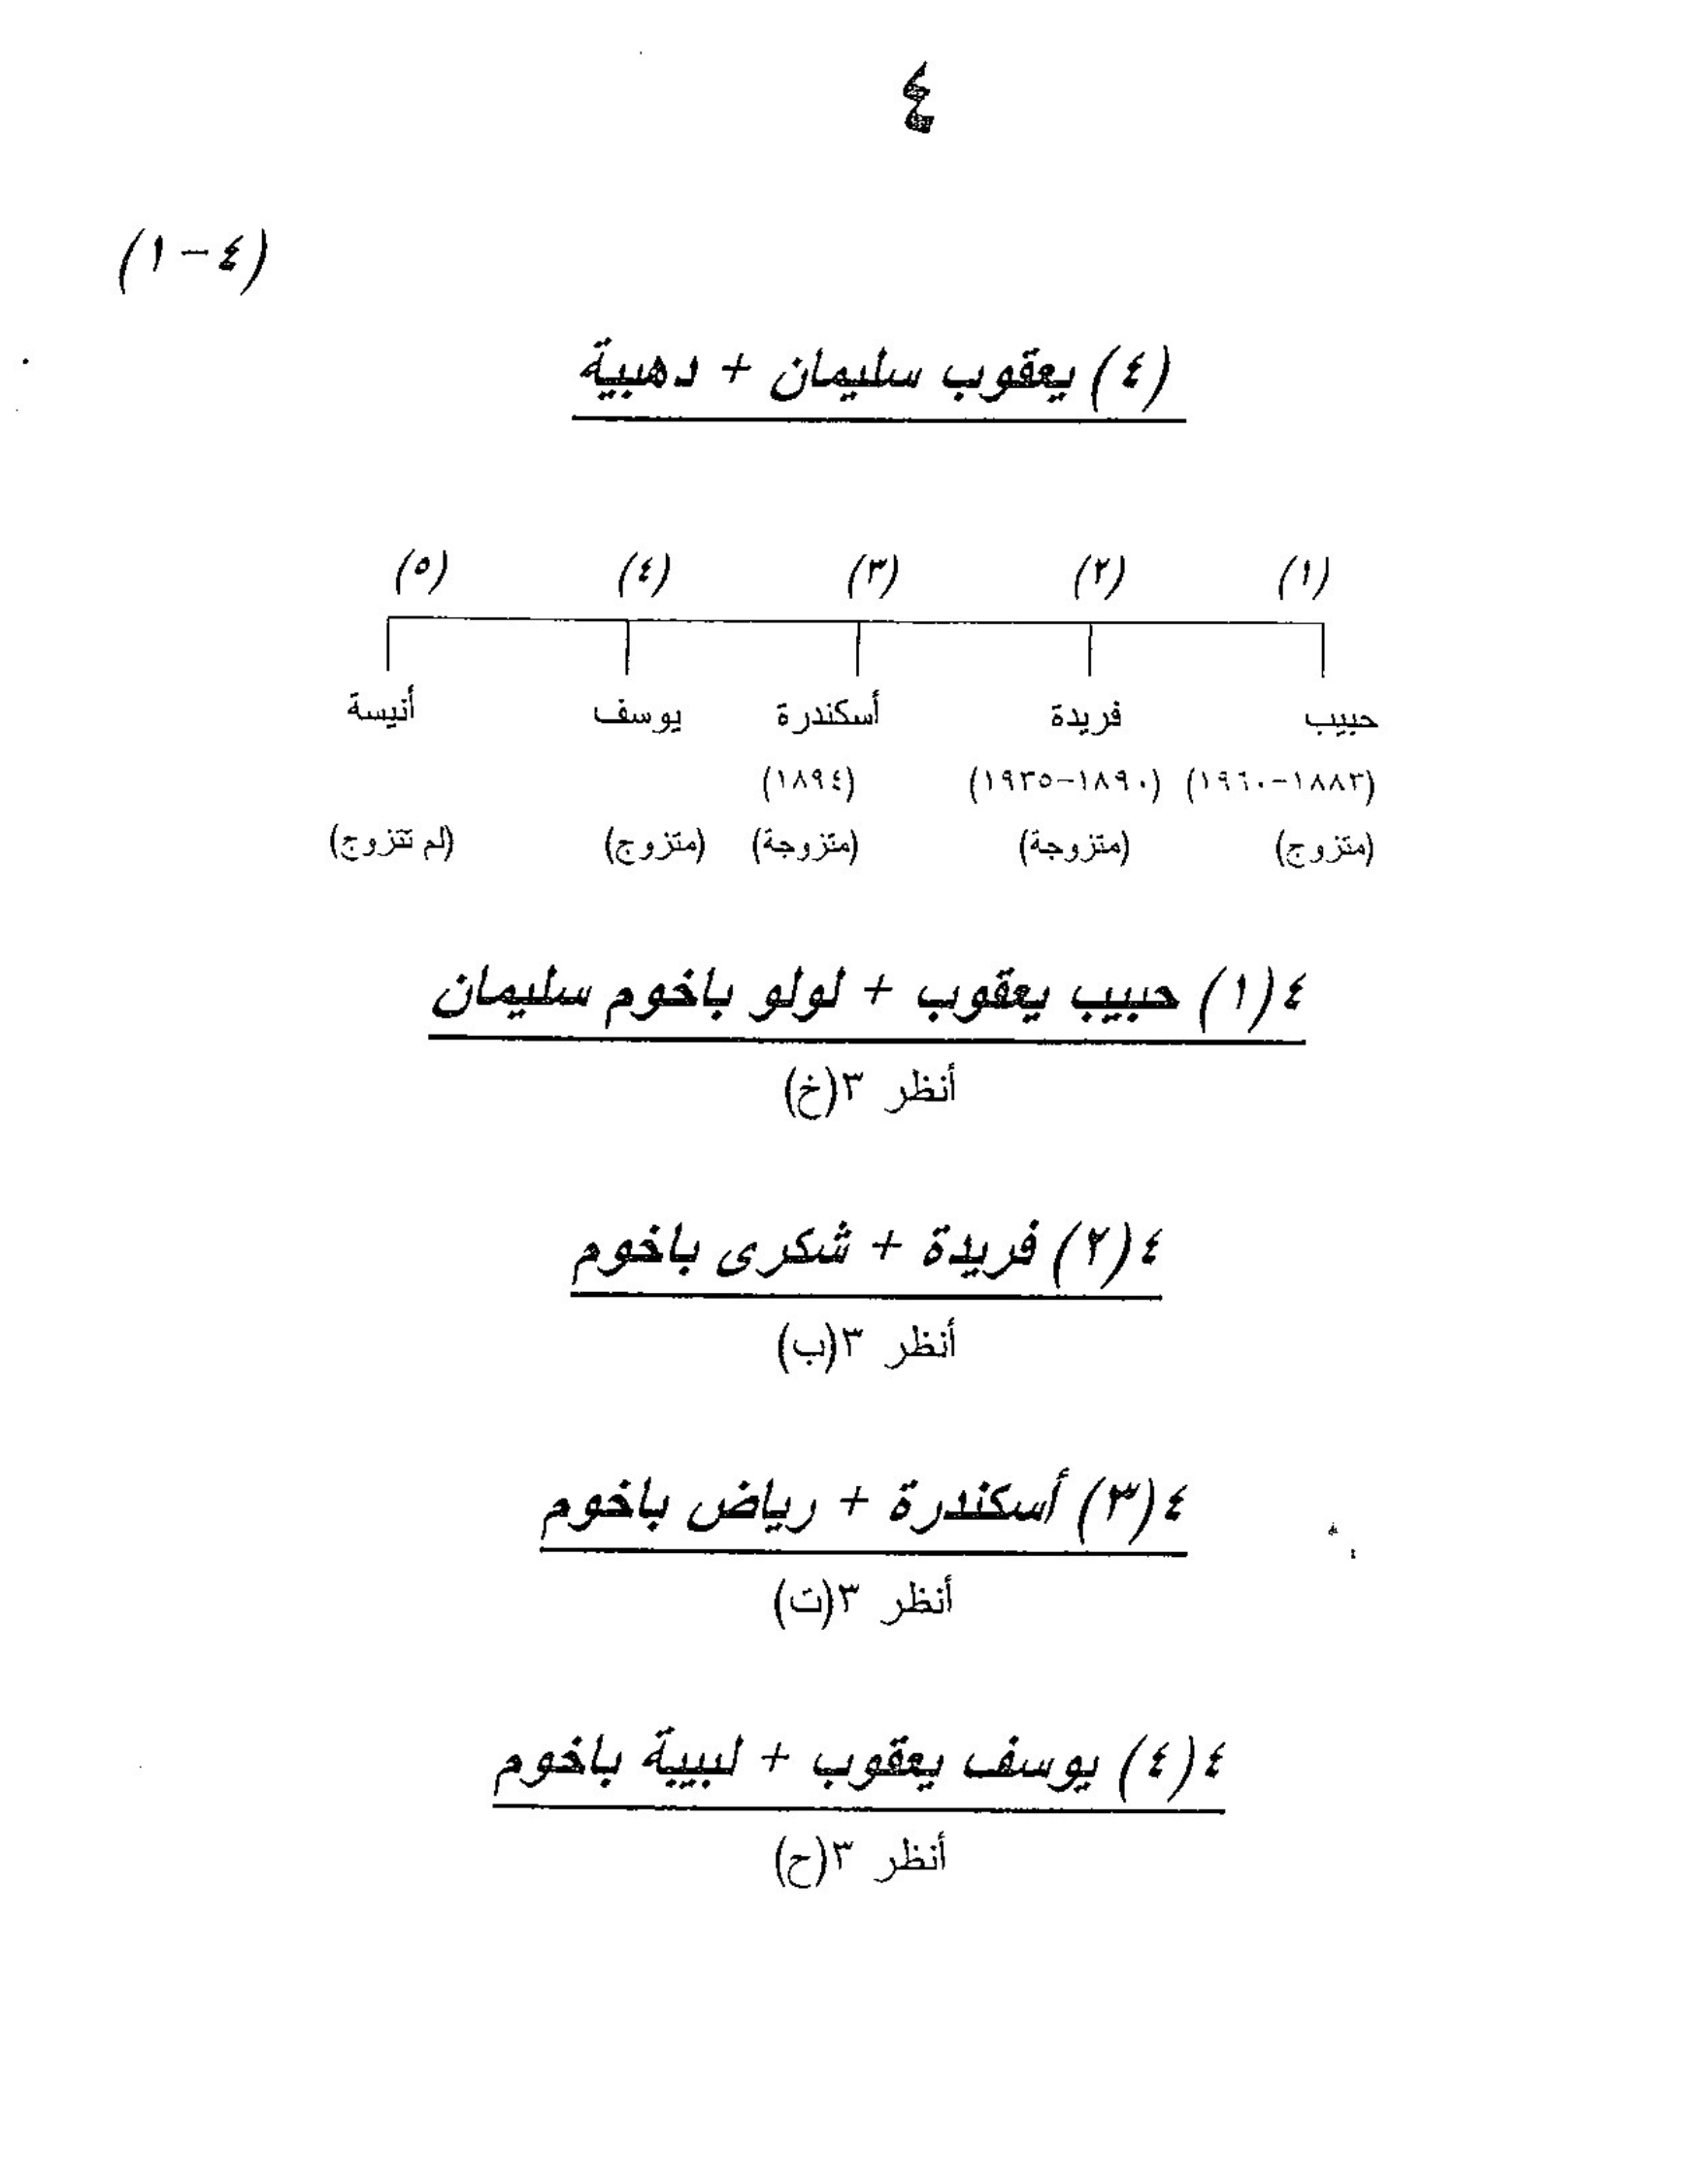 ٤
(٤-١)
(٤) يعقوب سليمان + دهبية
(١) (٢) (٣) (٤) (٥)
حبيب فريدة أسكندرة يوسف أنيسة
(١٨٨٣-١٩٦٠) (١٨٩٠-١٩٣٥) (١٨٩٤)
(متزوج) (متزوجة) (متزوجة) (متزوج) (لم تتزوج)
٤(١) حبيب يعقوب + لولو باخوم سليمان
أنظر ٣(خ)
٤(٢) فريدة + شكرى باخوم
أنظر ٣(ب)
٤(٣) أسكندرة + رياض باخوم
أنظر ٣(ت)
٤(٤) يوسف يعقوب + لبيبة باخوم
أنظر ٣(ح)